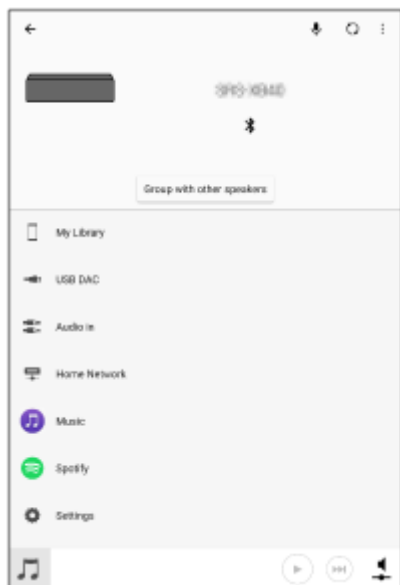 Group with other speakers
My Library
USB DAC
Audio in
Home Network
Music
Spotify
Settings